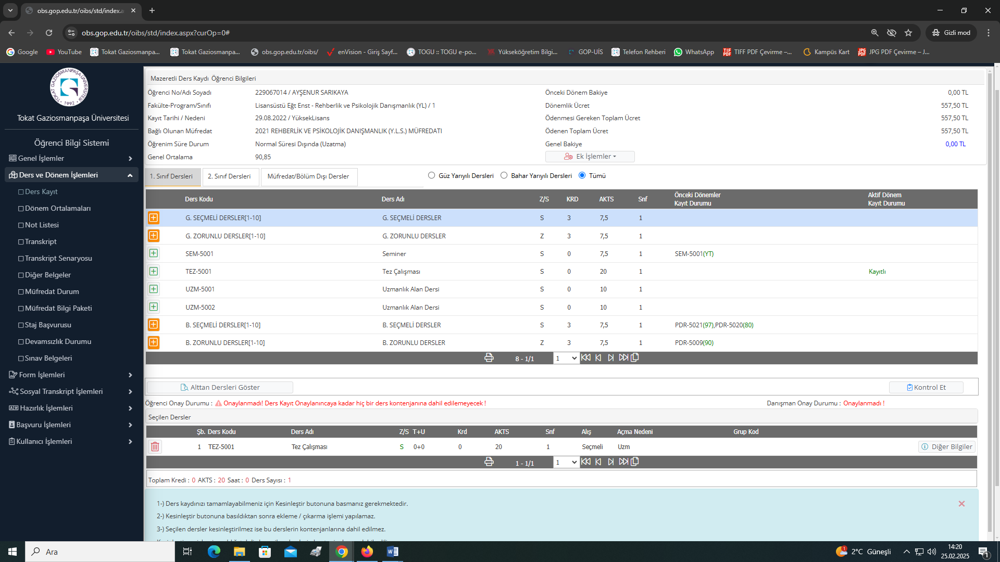 obs.gop.edu.tr/oibs/std/index.a
obs.gop.edu.tr/oibs/std/index.aspx?curOp=0#
Gizli mod
Google
YouTube
Tokat Gaziosmanpa...
Tokat Gaziosmanpa...
obs.gop.edu.tr/oibs/
enVision - Giriş Sayf...
TOGU :: TOGU e-po...
Yükseköğretim Bilgi...
GOP-UİS
Telefon Rehberi
WhatsApp
TIFF PDF Çevirme –...
Kampüs Kart
JPG PDF Çevirme – J...
TOKAT GAZİOSMANPAŞA ÜNİVERSİTESİ
1992
Tokat Gaziosmanpaşa Üniversitesi
Öğrenci Bilgi Sistemi
Genel İşlemler
Ders ve Dönem İşlemleri
Ders Kayıt
Dönem Ortalamaları
Not Listesi
Transkript
Transkript Senaryosu
Diğer Belgeler
Müfredat Durum
Müfredat Bilgi Paketi
Staj Başvurusu
Devamsızlık Durumu
Sınav Belgeleri
Form İşlemleri
Sosyal Transkript İşlemleri
Hazırlık İşlemleri
Başvuru İşlemleri
Kullanıcı İşlemleri
Mazeretli Ders Kaydı Öğrenci Bilgileri
Öğrenci No/Adı Soyadı 229067014 / AYŞENUR SARIKAYA Önceki Dönem Bakiye 0,00 TL
Fakülte-Program/Sınıfı Lisansüstü Eğt Enst - Rehberlik ve Psikolojik Danışmanlık (YL) / 1 Dönemlik Ücret 557,50 TL
Kayıt Tarihi / Nedeni 29.08.2022 / YüksekLisans Ödenmesi Gereken Toplam Ücret 557,50 TL
Bağlı Olunan Müfredat 2021 REHBERLİK VE PSİKOLOJİK DANIŞMANLIK (Y.L.S.) MÜFREDATI Ödenen Toplam Ücret 557,50 TL
Öğrenim Süre Durum Normal Süresi Dışında (Uzatma) Genel Bakiye 0,00 TL
Genel Ortalama 90,85 Ek İşlemler
1. Sınıf Dersleri 2. Sınıf Dersleri Müfredat/Bölüm Dışı Dersler Güz Yarıyılı Dersleri Bahar Yarıyılı Dersleri Tümü
Ders Kodu Ders Adı Z/S KRD AKTS Snf Önceki Dönemler Kayıt Durumu Aktif Dönem Kayıt Durumu
G. SEÇMELİ DERSLER[1-10] G. SEÇMELİ DERSLER S 3 7,5 1
G. ZORUNLU DERSLER[1-10] G. ZORUNLU DERSLER Z 3 7,5 1
SEM-5001 Seminer S 0 7,5 1 SEM-5001(YT)
TEZ-5001 Tez Çalışması S 0 20 1 Kayıtlı
UZM-5001 Uzmanlık Alan Dersi S 0 10 1
UZM-5002 Uzmanlık Alan Dersi S 0 10 1
B. SEÇMELİ DERSLER[1-10] B. SEÇMELİ DERSLER S 3 7,5 1 PDR-5021(97),PDR-5020(80)
B. ZORUNLU DERSLER[1-10] B. ZORUNLU DERSLER Z 3 7,5 1 PDR-5009(90)
8 - 1/1 1
Alttan Dersleri Göster Kontrol Et
Öğrenci Onay Durumu : Onaylanmadı! Ders Kayıt Onaylanıncaya kadar hiç bir ders kontenjanına dahil edilemeyecek ! Danışman Onay Durumu : Onaylanmadı !
Seçilen Dersler
Şb. Ders Kodu Ders Adı Z/S T+U Krd AKTS Snf Alış Açma Nedeni Grup Kod
1 TEZ-5001 Tez Çalışması S 0+0 0 20 1 Seçmeli Uzm Diğer Bilgiler
1 - 1/1 1
Toplam Kredi : 0 AKTS : 20 Saat : 0 Ders Sayısı : 1
1-) Ders kaydınızı tamamlayabilmeniz için Kesinleştir butonuna basmanız gerekmektedir.
2-) Kesinleştir butonuna basıldıktan sonra ekleme / çıkarma işlemi yapılamaz.
3-) Seçilen dersler kesinleştirilmez ise bu derslerin kontenjanlarına dahil edilmez.
Ara
2°C Güneşli
14:20
25.02.2025